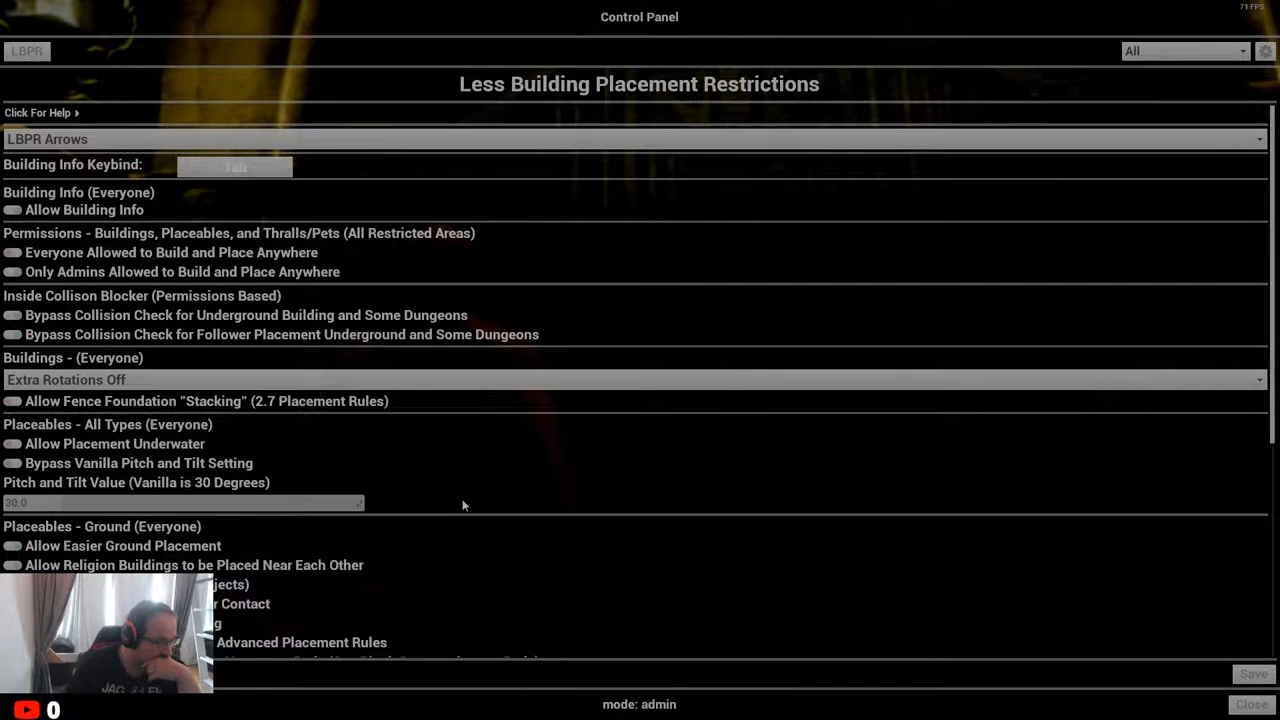 71 FPS
Control Panel
LBPR
All
Less Building Placement Restrictions
Click For Help
LBPR Arrows
Building Info Keybind:
Tab
Building Info (Everyone)
Allow Building Info
Permissions - Buildings, Placeables, and Thralls/Pets (All Restricted Areas)
Everyone Allowed to Build and Place Anywhere
Only Admins Allowed to Build and Place Anywhere
Inside Collison Blocker (Permissions Based)
Bypass Collision Check for Underground Building and Some Dungeons
Bypass Collision Check for Follower Placement Underground and Some Dungeons
Buildings - (Everyone)
Extra Rotations Off
Allow Fence Foundation "Stacking" (2.7 Placement Rules)
Placeables - All Types (Everyone)
Allow Placement Underwater
Bypass Vanilla Pitch and Tilt Setting
Pitch and Tilt Value (Vanilla is 30 Degrees)
30.0
Placeables - Ground (Everyone)
Allow Easier Ground Placement
Allow Religion Buildings to be Placed Near Each Other
jects)
r Contact
g
Advanced Placement Rules
Save
0
mode: admin
Close